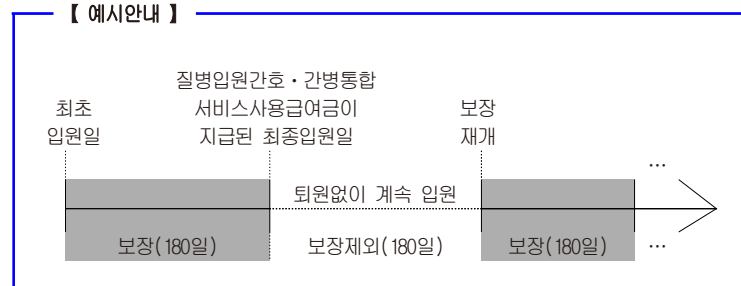 【 예시안내 】
질병입원간호·간병통합
최초 서비스사용급여금이 보장
입원일 지급된 최종입원일 재개
…
퇴원없이 계속 입원
보장(180일) 보장제외(180일) 보장(180일) …